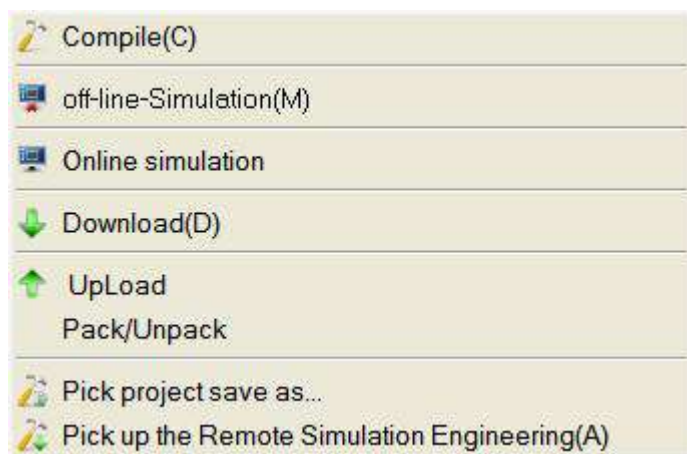 Compile(C)
off-line-Simulation(M)
Online simulation
Download(D)
UpLoad
Pack/Unpack
Pick project save as...
Pick up the Remote Simulation Engineering(A)